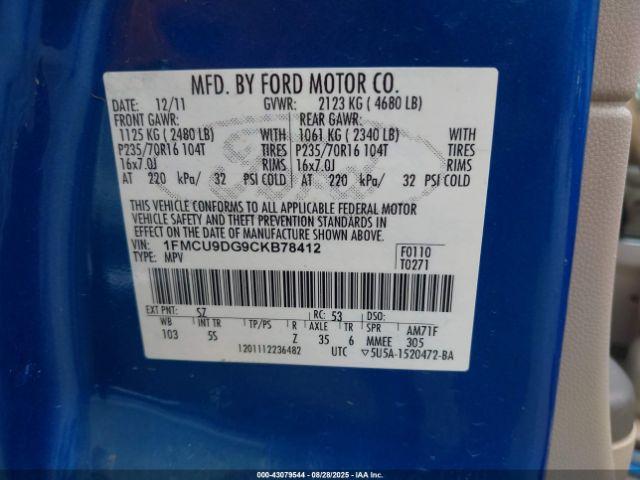 MFD. BY FORD MOTOR CO.
DATE: 12/11 GVWR: 2123 KG ( 4680 LB)
FRONT GAWR: REAR GAWR:
1125 KG ( 2480 LB) WITH 1061 KG ( 2340 LB) WITH
P235/70R16 104T TIRES P235/70R16 104T TIRES
16x7.0J RIMS 16x7.0J RIMS
AT 220 kPa/ 32 PSI COLD AT 220 kPa/ 32 PSI COLD
THIS VEHICLE CONFORMS TO ALL APPLICABLE FEDERAL MOTOR
VEHICLE SAFETY AND THEFT PREVENTION STANDARDS IN
EFFECT ON THE DATE OF MANUFACTURE SHOWN ABOVE.
VIN: 1FMCU9DG9CKB78412 F0110
TYPE: MPV T0271
EXT PNT: SZ RC: 53 DSO:
WB INT TR TP/PS R AXLE TR SPR AM71F
103 5S Z 35 6 MMEE 305
1201112236482 UTC ▽5U5A-1520472-BA
(000-43079544 - 08/28/2025 - IAA Inc.)